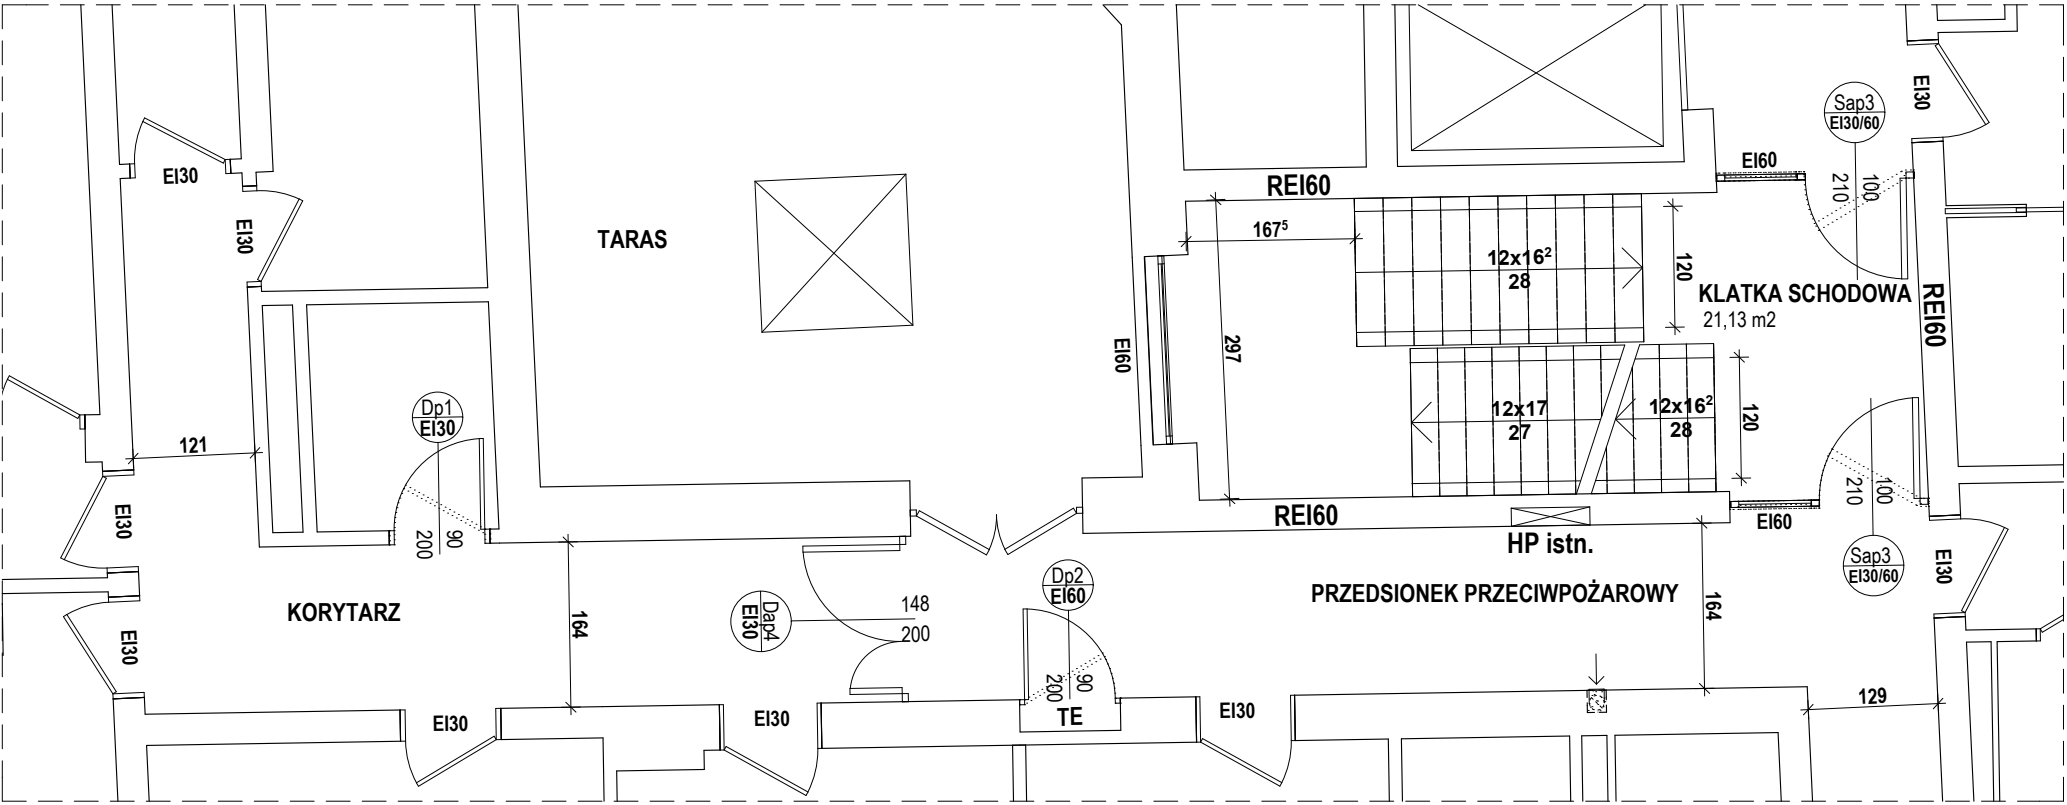 EI30
EI30
TARAS
REI60
167⁵
12x16²
28
120
EI60
Sap3
EI30/60
100
210
EI30
KLATKA SCHODOWA
21,13 m2
REI60
EI60
297
12x17
27
12x16²
28
120
Dp1
EI30
90
200
121
EI30
EI30
REI60
HP istn.
EI60
100
210
Sap3
EI30/60
EI30
KORYTARZ
164
Dap4
EI30
148
200
Dp2
EI60
90
200
TE
PRZEDSIONEK PRZECIWPOŻAROWY
164
129
EI30
EI30
EI30